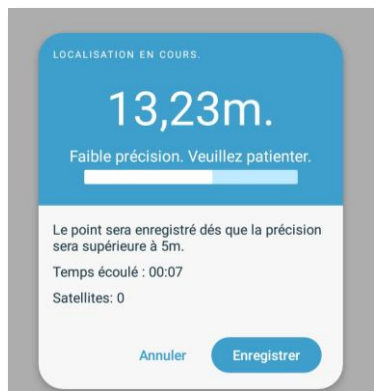 LOCALISATION EN COURS.
13,23m.
Faible précision. Veuillez patienter.
Le point sera enregistré dés que la précision
sera supérieure à 5m.
Temps écoulé : 00:07
Satellites: 0
Annuler Enregistrer